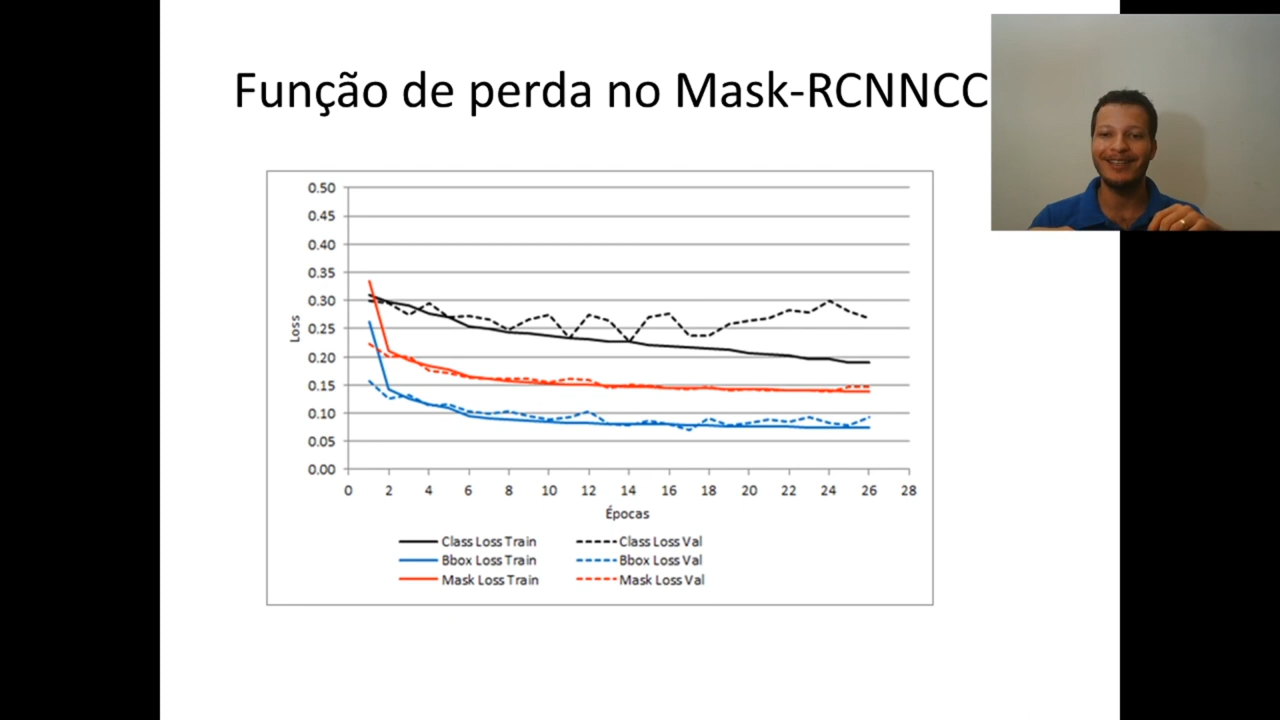 Função de perda no Mask-RCNNCC
0.50
0.45
0.40
0.35
0.30
0.25
0.20
0.15
0.10
0.05
0.00
Loss
0 2 4 6 8 10 12 14 16 18 20 22 24 26 28
Épocas
Class Loss Train Class Loss Val
Bbox Loss Train Bbox Loss Val
Mask Loss Train Mask Loss Val